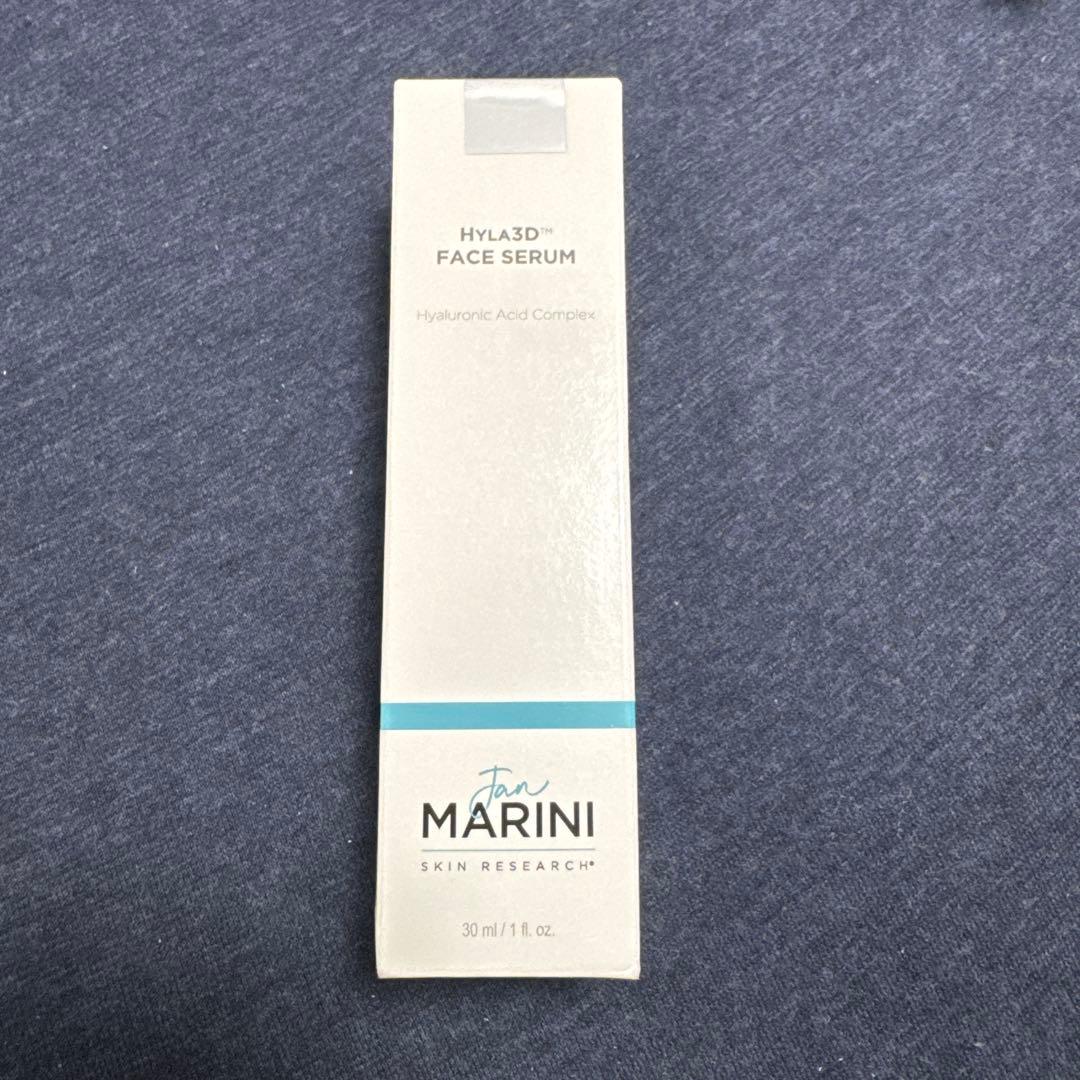 HYLA3D™
FACE SERUM
Hyaluronic Acid Complex
Jan
MARINI
SKIN RESEARCH®
30 ml / 1 fl. oz.